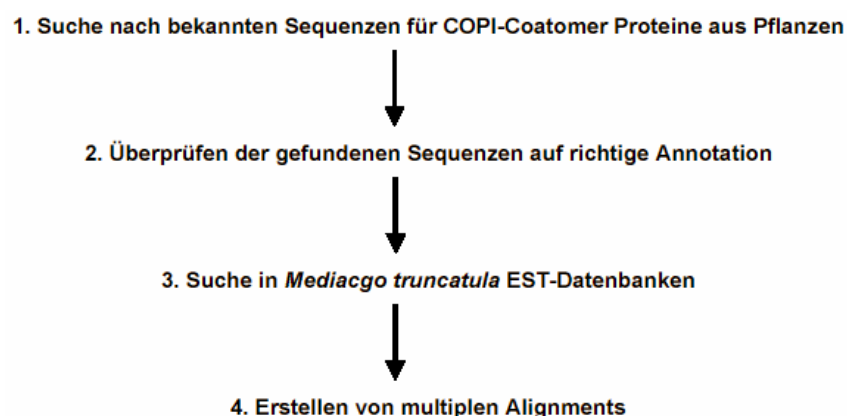 1. Suche nach bekannten Sequenzen für COPI-Coatomer Proteine aus Pflanzen
2. Überprüfen der gefundenen Sequenzen auf richtige Annotation
3. Suche in Mediacgo truncatula EST-Datenbanken
4. Erstellen von multiplen Alignments